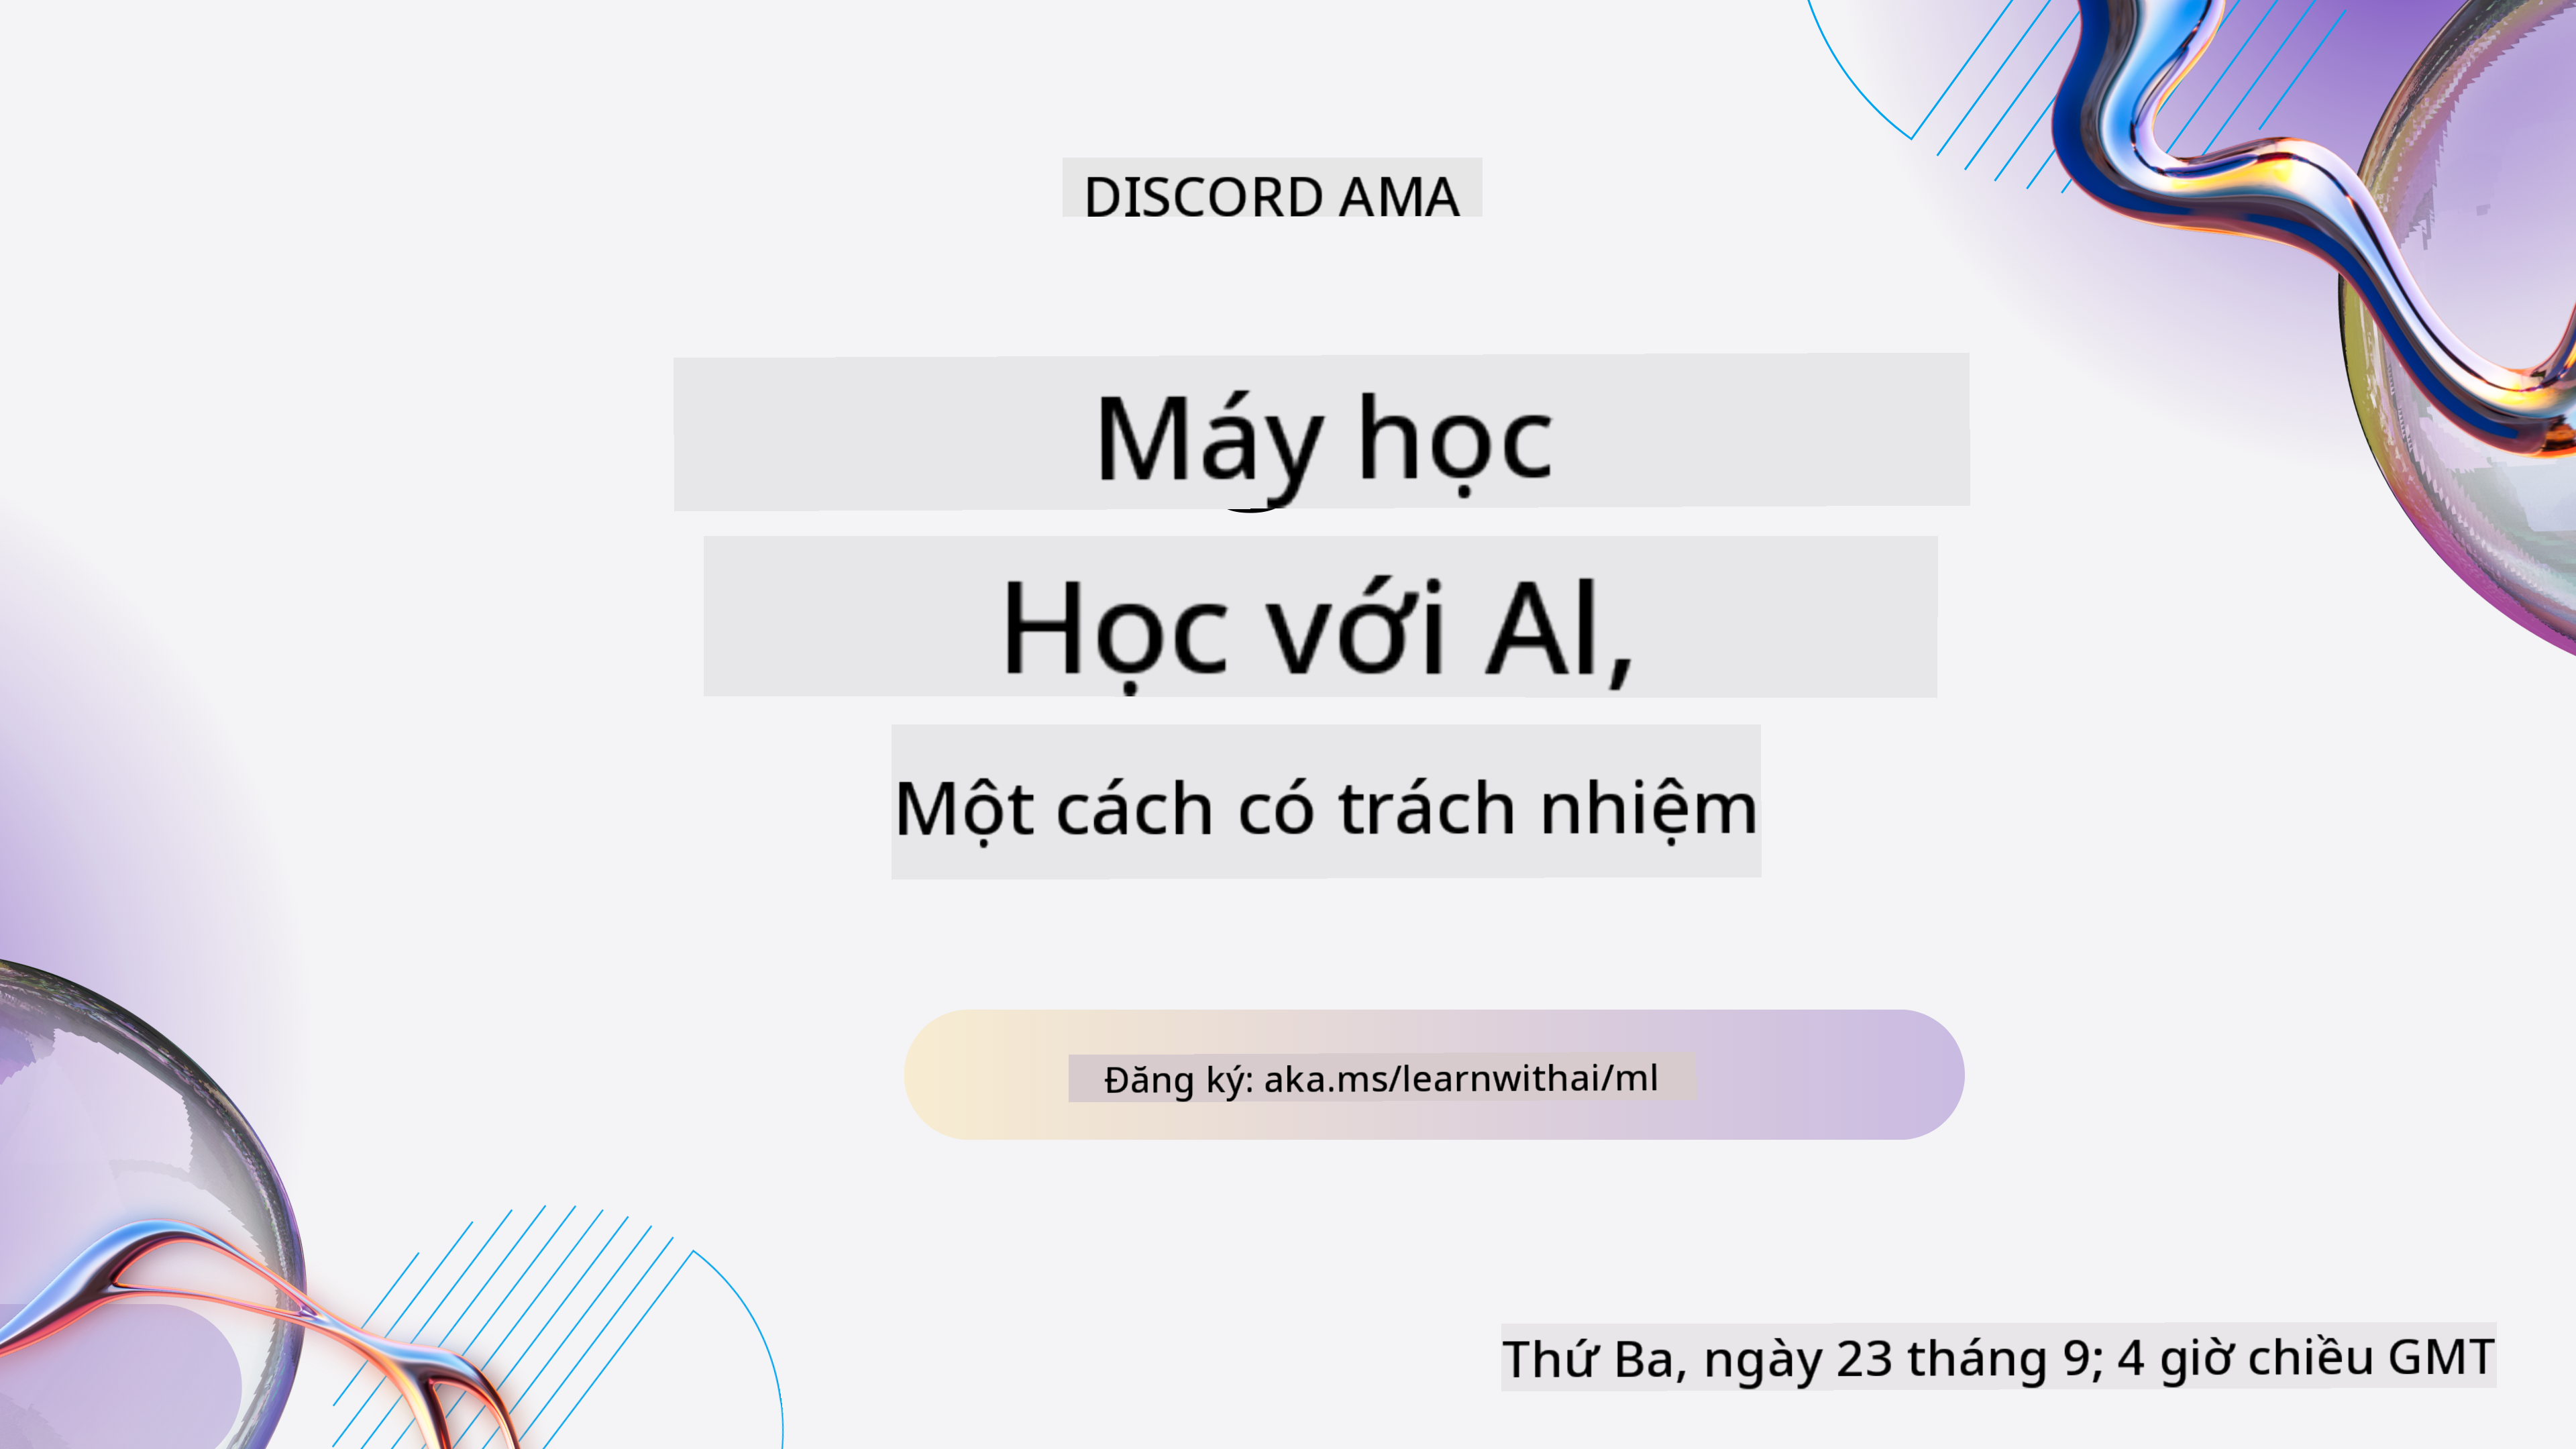 DISCORD AMA
Máy học
Học với AI,
Một cách có trách nhiệm
Đăng ký: aka.ms/learnwithai/ml
Thứ Ba, ngày 23 tháng 9; 4 giờ chiều GMT